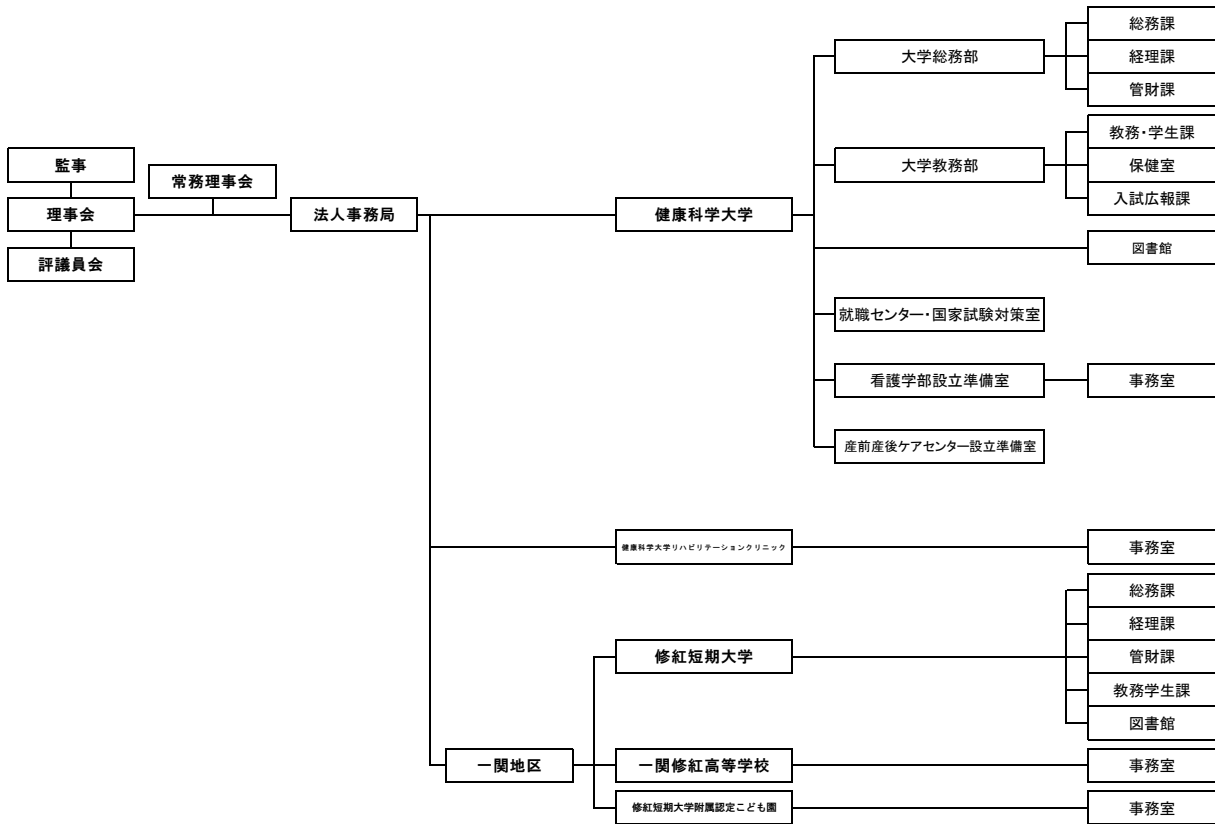 監事
理事会
評議員会
常務理事会
法人事務局
健康科学大学
大学総務部
総務課
経理課
管財課
大学教務部
教務・学生課
保健室
入試広報課
図書館
就職センター・国家試験対策室
看護学部設立準備室
事務室
産前産後ケアセンター設立準備室
健康科学大学リハビリテーションクリニック
事務室
一関地区
修紅短期大学
総務課
経理課
管財課
教務学生課
図書館
一関修紅高等学校
事務室
修紅短期大学附属認定こども園
事務室